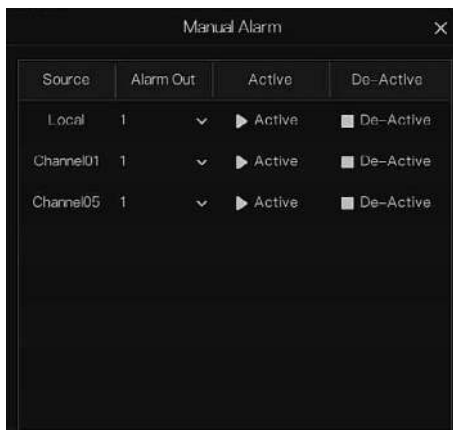 Manual Alarm
Source Alarm Out Active De-Active
Local 1 Active De-Active
Channel01 1 Active De-Active
Channel05 1 Active De-Active